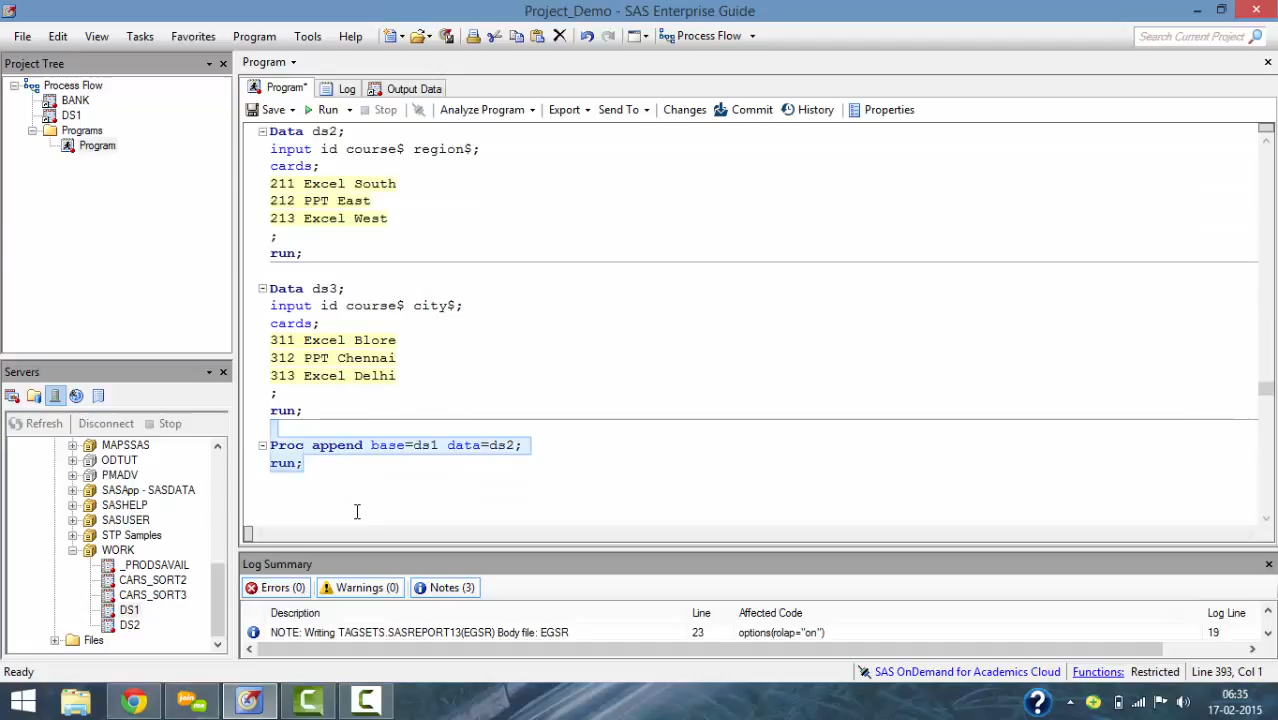 Project_Demo - SAS Enterprise Guide
File Edit View Tasks Favorites Program Tools Help Process Flow Search Current Project
Project Tree
Process Flow
BANK
DS1
Programs
Program
Servers
Refresh Disconnect Stop
MAPSSAS
ODTUT
PMADV
SASApp - SASDATA
SASHELP
SASUSER
STP Samples
WORK
_PRODSAVAIL
CARS_SORT2
CARS_SORT3
DS1
DS2
Files
Program
Program* Log Output Data
Save Run Stop Analyze Program Export Send To Changes Commit History Properties
Data ds2;
input id course$ region$;
cards;
211 Excel South
212 PPT East
213 Excel West
;
run;
Data ds3;
input id course$ city$;
cards;
311 Excel Blore
312 PPT Chennai
313 Excel Delhi
;
run;
Proc append base=ds1 data=ds2;
run;
Log Summary
Errors (0) Warnings (0) Notes (3)
Description Line Affected Code Log Line
NOTE: Writing TAGSETS.SASREPORT13(EGSR) Body file: EGSR 23 options(rolap="on") 19
Ready SAS OnDemand for Academics Cloud Functions: Restricted Line 393, Col 1
join.me
06:35
17-02-2015